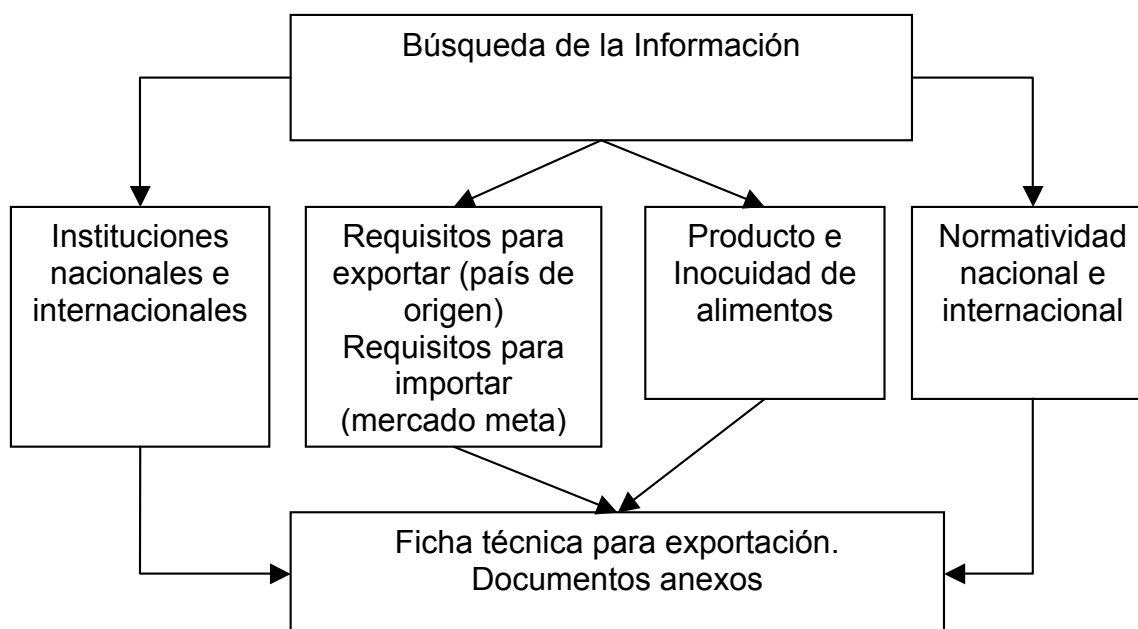 Búsqueda de la Información
Instituciones
nacionales e
internacionales
Requisitos para
exportar (país de
origen)
Requisitos para
importar
(mercado meta)
Producto e
Inocuidad de
alimentos
Normatividad
nacional e
internacional
Ficha técnica para exportación.
Documentos anexos